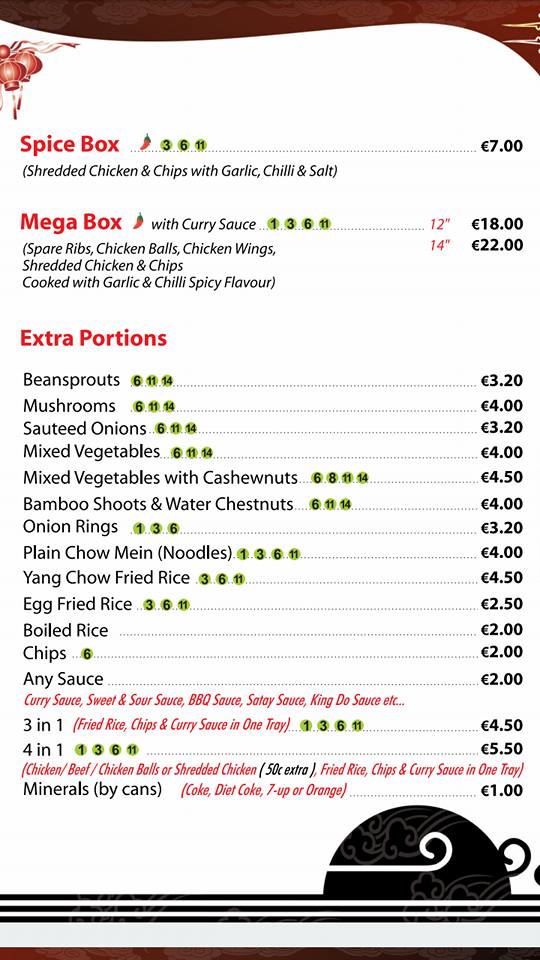 Spice Box 3 6 11 €7.00
(Shredded Chicken & Chips with Garlic, Chilli & Salt)
Mega Box with Curry Sauce 1 3 6 11 12" €18.00
14" €22.00
(Spare Ribs, Chicken Balls, Chicken Wings,
Shredded Chicken & Chips
Cooked with Garlic & Chilli Spicy Flavour)
Extra Portions
Beansprouts 6 11 14 €3.20
Mushrooms 6 11 14 €4.00
Sauteed Onions 6 11 14 €3.20
Mixed Vegetables 6 11 14 €4.00
Mixed Vegetables with Cashewnuts 6 8 11 14 €4.50
Bamboo Shoots & Water Chestnuts 6 11 14 €4.00
Onion Rings 1 3 6 €3.20
Plain Chow Mein (Noodles) 1 3 6 11 €4.00
Yang Chow Fried Rice 3 6 11 €4.50
Egg Fried Rice 3 6 11 €2.50
Boiled Rice €2.00
Chips 6 €2.00
Any Sauce €2.00
Curry Sauce, Sweet & Sour Sauce, BBQ Sauce, Satay Sauce, King Do Sauce etc...
3 in 1 (Fried Rice, Chips & Curry Sauce in One Tray) 1 3 6 11 €4.50
4 in 1 1 3 6 11 €5.50
(Chicken/ Beef / Chicken Balls or Shredded Chicken ( 50c extra ), Fried Rice, Chips & Curry Sauce in One Tray)
Minerals (by cans) (Coke, Diet Coke, 7-up or Orange) €1.00